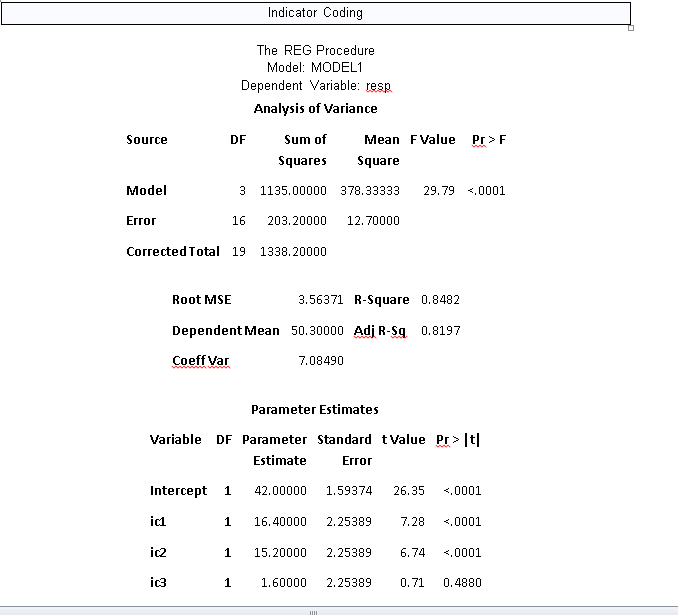 Indicator Coding
The REG Procedure
Model: MODEL1
Dependent Variable: resp
Analysis of Variance
Source DF Sum of Mean F Value Pr > F
Squares Square
Model 3 1135.00000 378.33333 29.79 <.0001
Error 16 203.20000 12.70000
Corrected Total 19 1338.20000
Root MSE 3.56371 R-Square 0.8482
Dependent Mean 50.30000 Adj R-Sq 0.8197
Coeff Var 7.08490
Parameter Estimates
Variable DF Parameter Standard t Value Pr > |t|
Estimate Error
Intercept 1 42.00000 1.59374 26.35 <.0001
ic1 1 16.40000 2.25389 7.28 <.0001
ic2 1 15.20000 2.25389 6.74 <.0001
ic3 1 1.60000 2.25389 0.71 0.4880